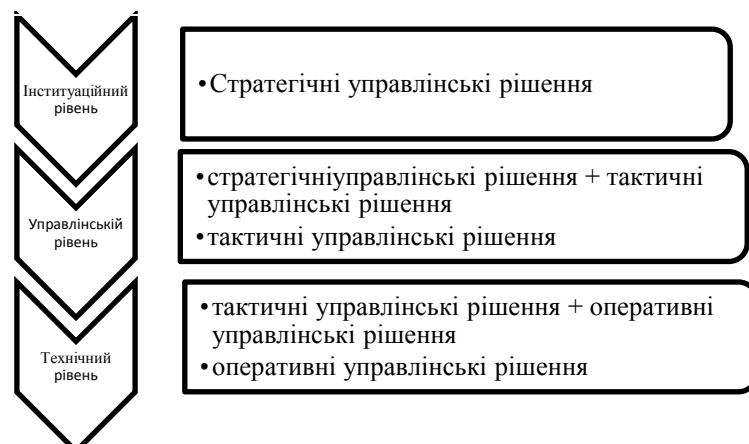 Інституаційний
рівень
•Стратегічні управлінські рішення
Управлінській
рівень
•стратегічніуправлінські рішення + тактичні
управлінські рішення
•тактичні управлінські рішення
Технічний
рівень
•тактичні управлінські рішення + оперативні
управлінські рішення
•оперативні управлінські рішення